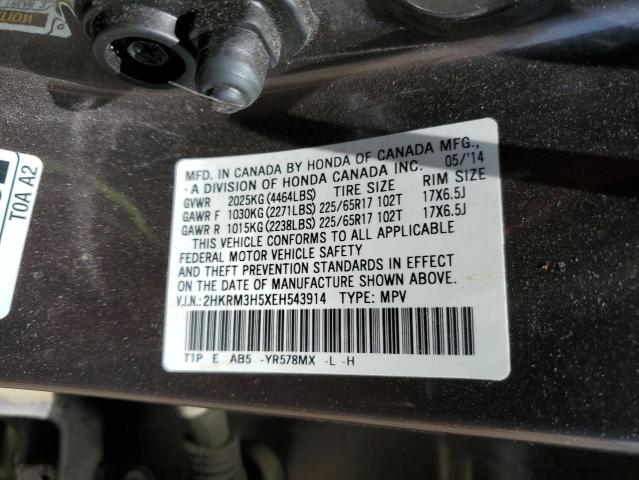 MFD. IN CANADA BY HONDA OF CANADA MFG.,
- A DIVISION OF HONDA CANADA INC. 05/'14
GVWR 2025KG(4464LBS) TIRE SIZE RIM SIZE
GAWR F 1030KG(2271LBS) 225/65R17 102T 17X6.5J
GAWR R 1015KG(2238LBS) 225/65R17 102T 17X6.5J
THIS VEHICLE CONFORMS TO ALL APPLICABLE
FEDERAL MOTOR VEHICLE SAFETY
AND THEFT PREVENTION STANDARDS IN EFFECT
ON THE DATE OF MANUFACTURE SHOWN ABOVE.
V.I.N.: 2HKRM3H5XEH543914 TYPE: MPV
T1P E AB5 -YR578MX -L -H
T0A A2